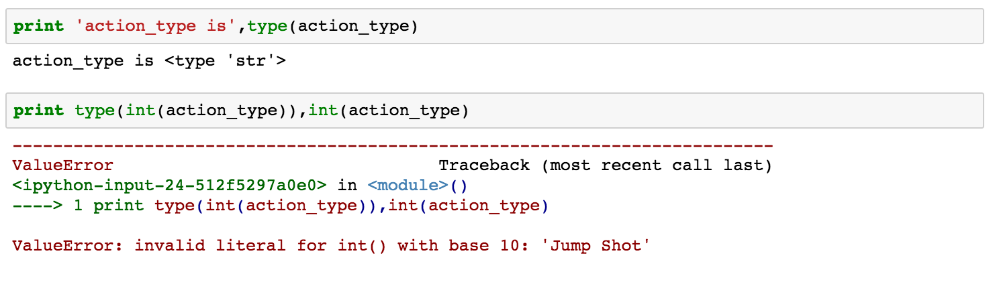 print 'action_type is',type(action_type)
action_type is <type 'str'>
print type(int(action_type)),int(action_type)
---------------------------------------------------------------------------
ValueError                                Traceback (most recent call last)
<ipython-input-24-512f5297a0e0> in <module>()
----> 1 print type(int(action_type)),int(action_type)
ValueError: invalid literal for int() with base 10: 'Jump Shot'